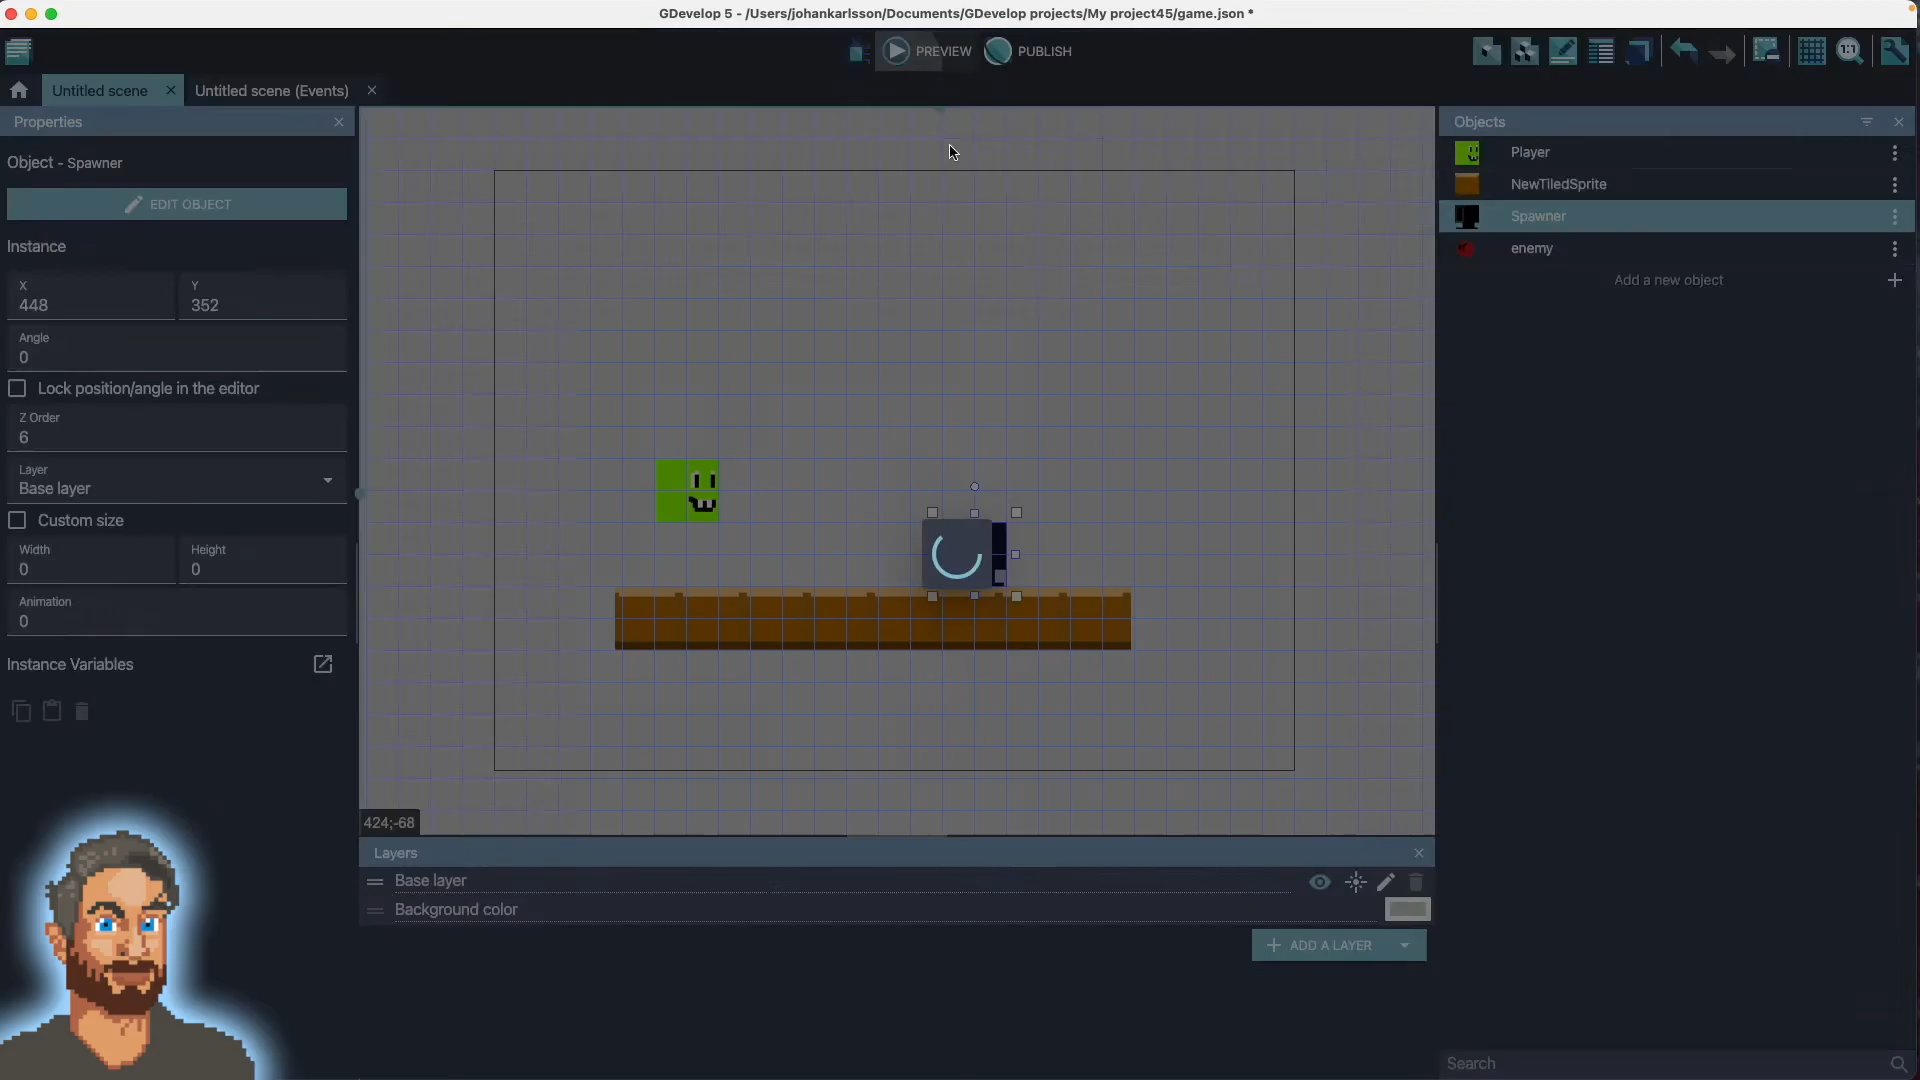 GDevelop 5 - /Users/johankarlsson/Documents/GDevelop projects/My project45/game.json *
PREVIEW
PUBLISH
1:1
Untitled scene
Untitled scene (Events)
Properties
Object - Spawner
EDIT OBJECT
Instance
X
448
Y
352
Angle
0
Lock position/angle in the editor
Z Order
6
Layer
Base layer
Custom size
Width
0
Height
0
Animation
0
Instance Variables
424;-68
Layers
Base layer
Background color
ADD A LAYER
Objects
Player
NewTiledSprite
Spawner
enemy
Add a new object
Search